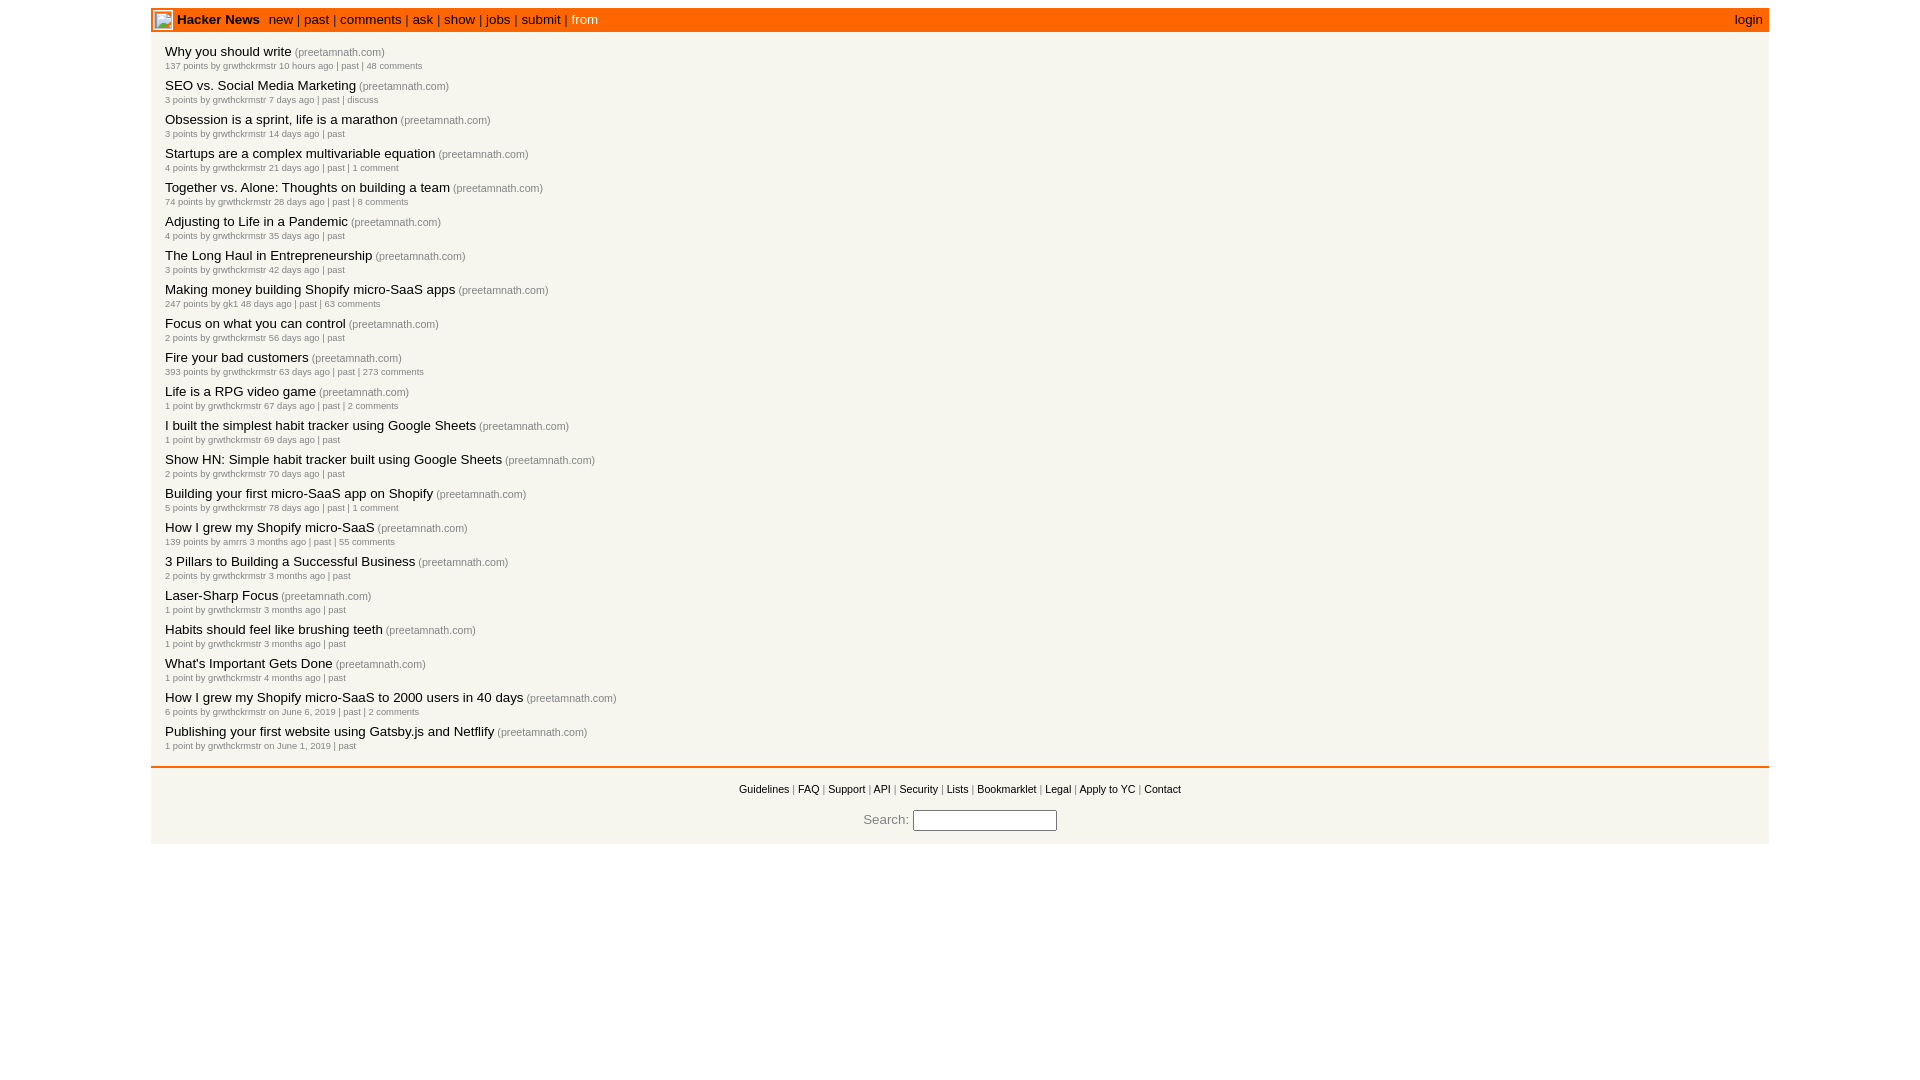 Hacker News new | past | comments | ask | show | jobs | submit | from login
Why you should write (preetamnath.com)
137 points by grwthckrmstr 10 hours ago | past | 48 comments
SEO vs. Social Media Marketing (preetamnath.com)
3 points by grwthckrmstr 7 days ago | past | discuss
Obsession is a sprint, life is a marathon (preetamnath.com)
3 points by grwthckrmstr 14 days ago | past
Startups are a complex multivariable equation (preetamnath.com)
4 points by grwthckrmstr 21 days ago | past | 1 comment
Together vs. Alone: Thoughts on building a team (preetamnath.com)
74 points by grwthckrmstr 28 days ago | past | 8 comments
Adjusting to Life in a Pandemic (preetamnath.com)
4 points by grwthckrmstr 35 days ago | past
The Long Haul in Entrepreneurship (preetamnath.com)
3 points by grwthckrmstr 42 days ago | past
Making money building Shopify micro-SaaS apps (preetamnath.com)
247 points by gk1 48 days ago | past | 63 comments
Focus on what you can control (preetamnath.com)
2 points by grwthckrmstr 56 days ago | past
Fire your bad customers (preetamnath.com)
393 points by grwthckrmstr 63 days ago | past | 273 comments
Life is a RPG video game (preetamnath.com)
1 point by grwthckrmstr 67 days ago | past | 2 comments
I built the simplest habit tracker using Google Sheets (preetamnath.com)
1 point by grwthckrmstr 69 days ago | past
Show HN: Simple habit tracker built using Google Sheets (preetamnath.com)
2 points by grwthckrmstr 70 days ago | past
Building your first micro-SaaS app on Shopify (preetamnath.com)
5 points by grwthckrmstr 78 days ago | past | 1 comment
How I grew my Shopify micro-SaaS (preetamnath.com)
139 points by amrrs 3 months ago | past | 55 comments
3 Pillars to Building a Successful Business (preetamnath.com)
2 points by grwthckrmstr 3 months ago | past
Laser-Sharp Focus (preetamnath.com)
1 point by grwthckrmstr 3 months ago | past
Habits should feel like brushing teeth (preetamnath.com)
1 point by grwthckrmstr 3 months ago | past
What's Important Gets Done (preetamnath.com)
1 point by grwthckrmstr 4 months ago | past
How I grew my Shopify micro-SaaS to 2000 users in 40 days (preetamnath.com)
6 points by grwthckrmstr on June 6, 2019 | past | 2 comments
Publishing your first website using Gatsby.js and Netflify (preetamnath.com)
1 point by grwthckrmstr on June 1, 2019 | past
Guidelines | FAQ | Support | API | Security | Lists | Bookmarklet | Legal | Apply to YC | Contact
Search: